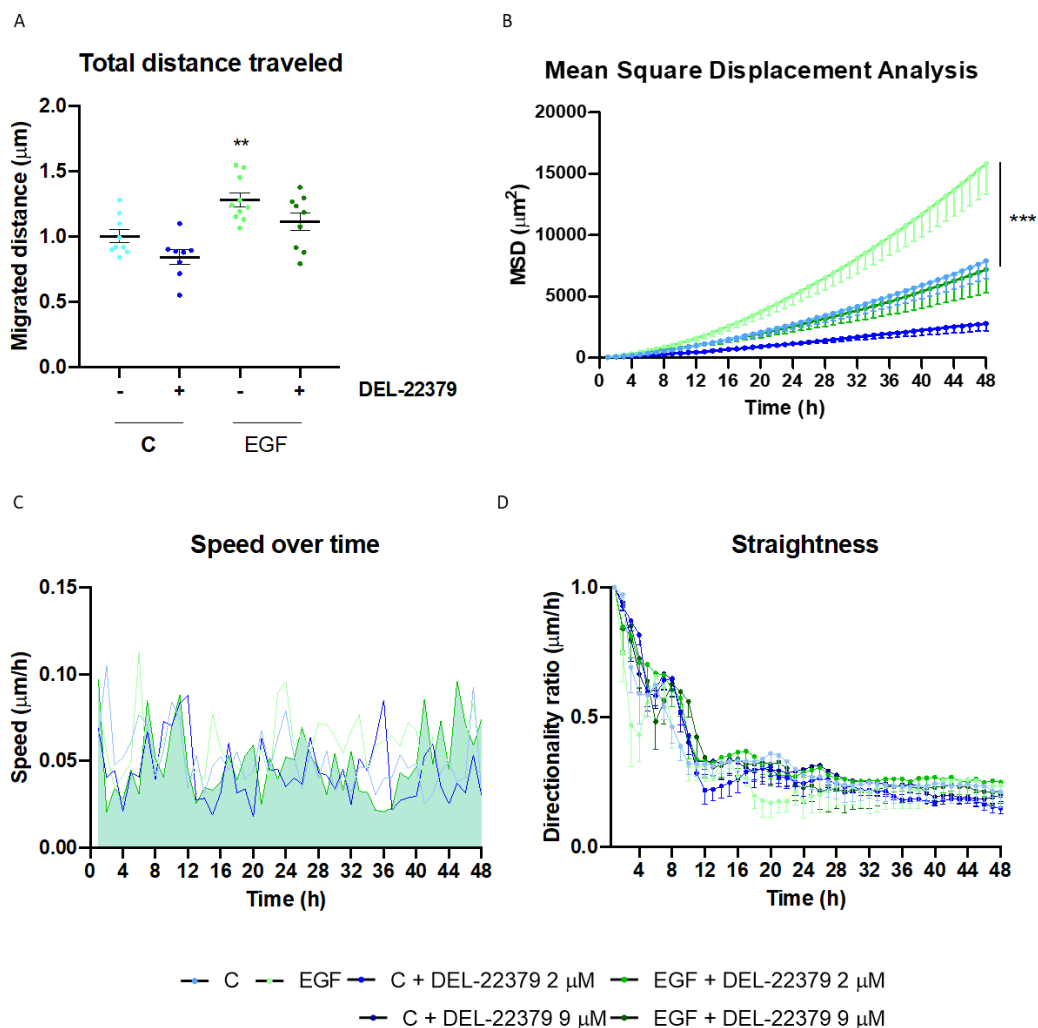 A
B
Total distance traveled
Mean Square Displacement Analysis
Migrated distance (μm)
2.0
1.5
1.0
0.5
0.0
**
- + - + DEL-22379
C EGF
MSD (μm²)
20000
15000
10000
5000
0
***
0 4 8 12 16 20 24 28 32 36 40 44 48
Time (h)
C
D
Speed over time
Straightness
Speed (μm/h)
0.15
0.10
0.05
0.00
0 4 8 12 16 20 24 28 32 36 40 44 48
Time (h)
Directionality ratio (μm/h)
1.0
0.5
0.0
4 8 12 16 20 24 28 32 36 40 44 48
Time (h)
C EGF C + DEL-22379 2 μM EGF + DEL-22379 2 μM
C + DEL-22379 9 μM EGF + DEL-22379 9 μM